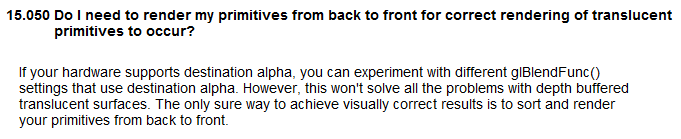 15.050 Do I need to render my primitives from back to front for correct rendering of translucent
primitives to occur?
If your hardware supports destination alpha, you can experiment with different glBlendFunc()
settings that use destination alpha. However, this won't solve all the problems with depth buffered
translucent surfaces. The only sure way to achieve visually correct results is to sort and render
your primitives from back to front.